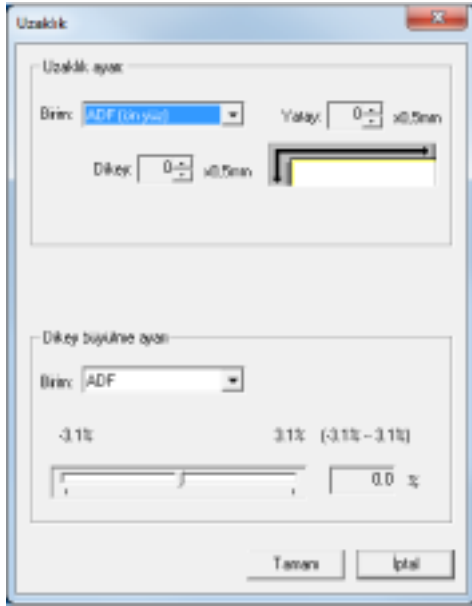 Uzaklık
Uzaklık ayarı
Birim: ADF (ön yüz) Yatay: 0 x0,5mm
Dikey: 0 x0,5mm
Dikey büyütme ayarı
Birim: ADF
-3.1% 3.1% (-3.1% – 3.1%)
0.0 %
Tamam İptal